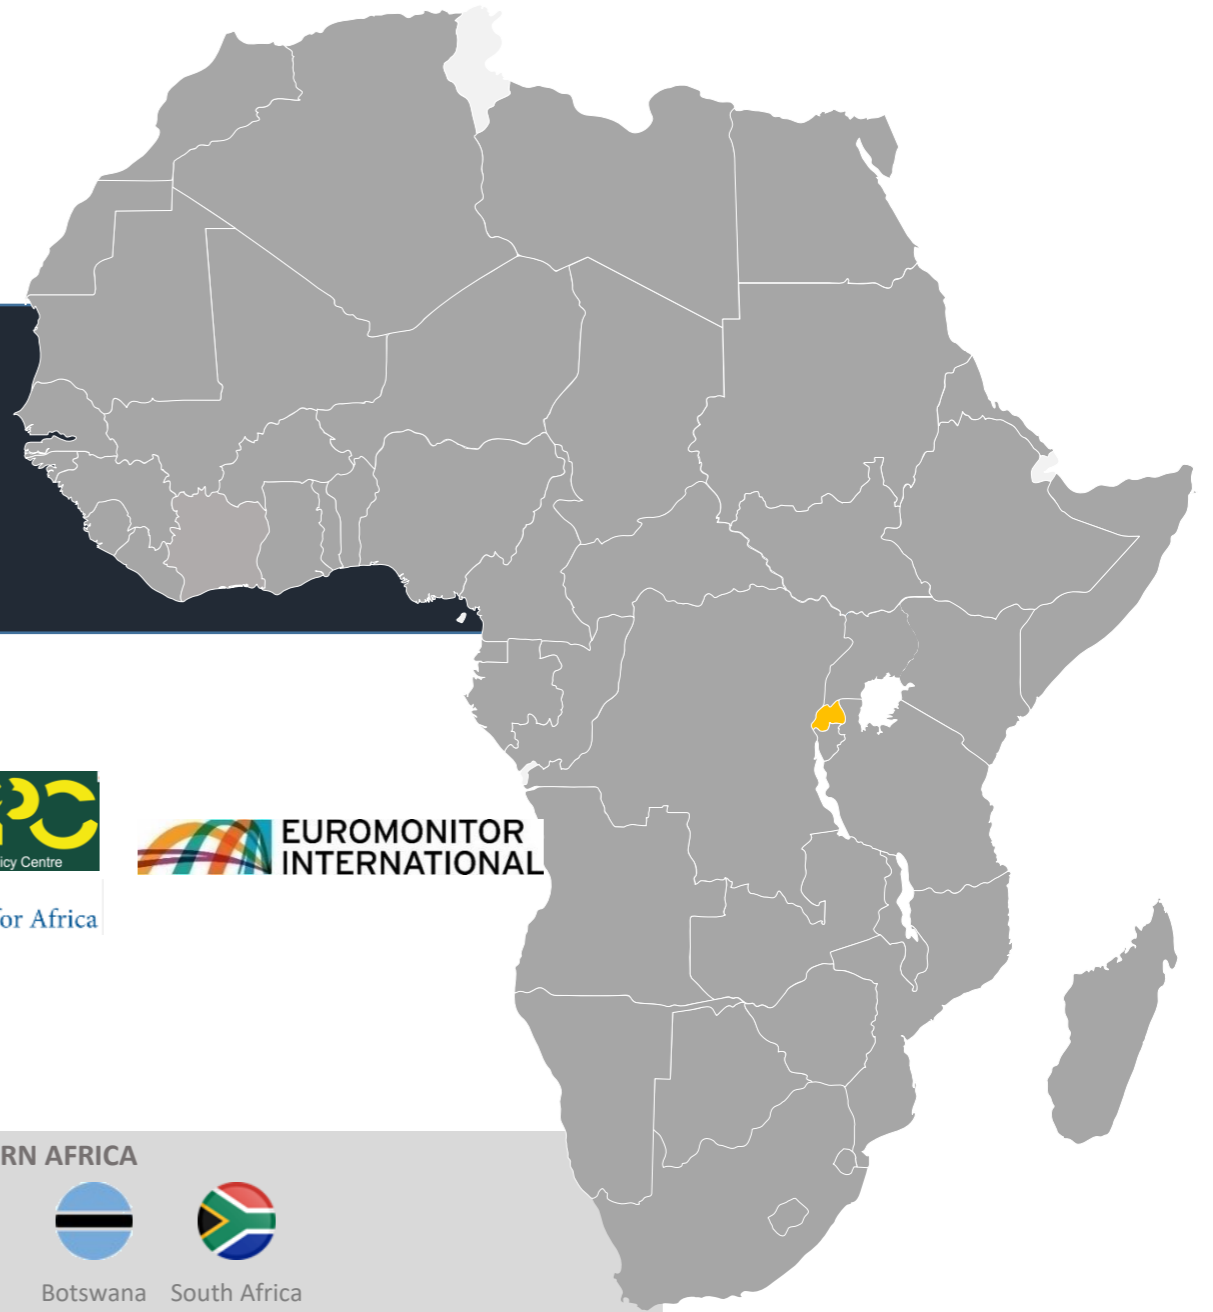 icy Centre
for Africa
EUROMONITOR
INTERNATIONAL
RN AFRICA
Botswana South Africa